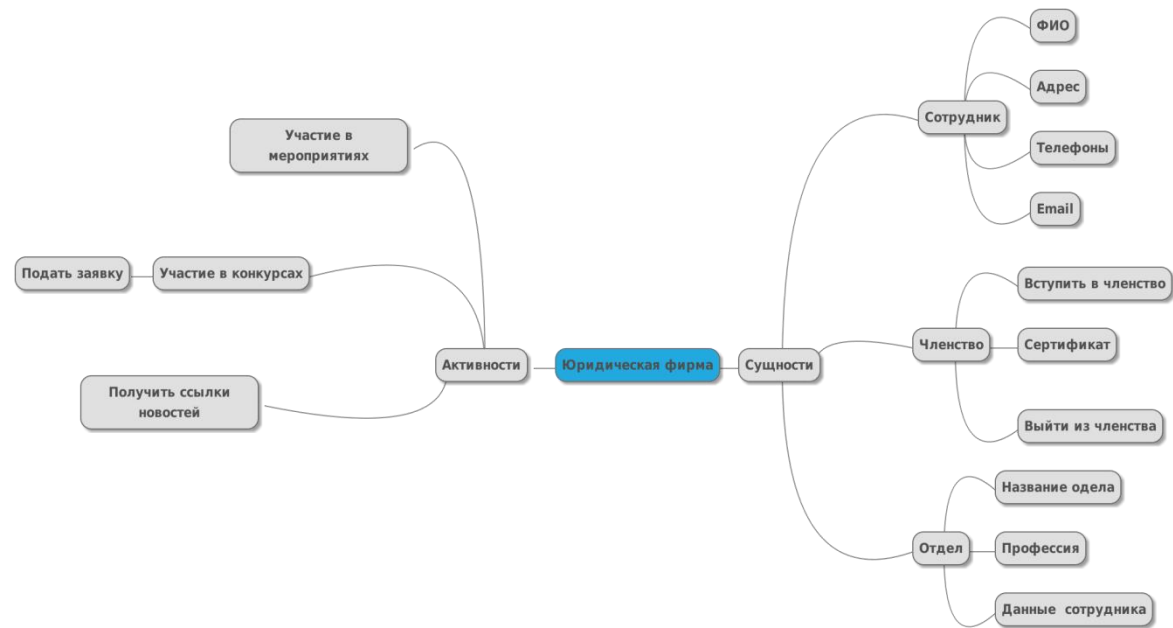 ФИО
Адрес
Сотрудник
Телефоны
Email
Участие в
мероприятиях
Подать заявку
Участие в конкурсах
Получить ссылки
новостей
Активности
Юридическая фирма
Сущности
Вступить в членство
Членство
Сертификат
Выйти из членства
Название одела
Отдел
Профессия
Данные сотрудника